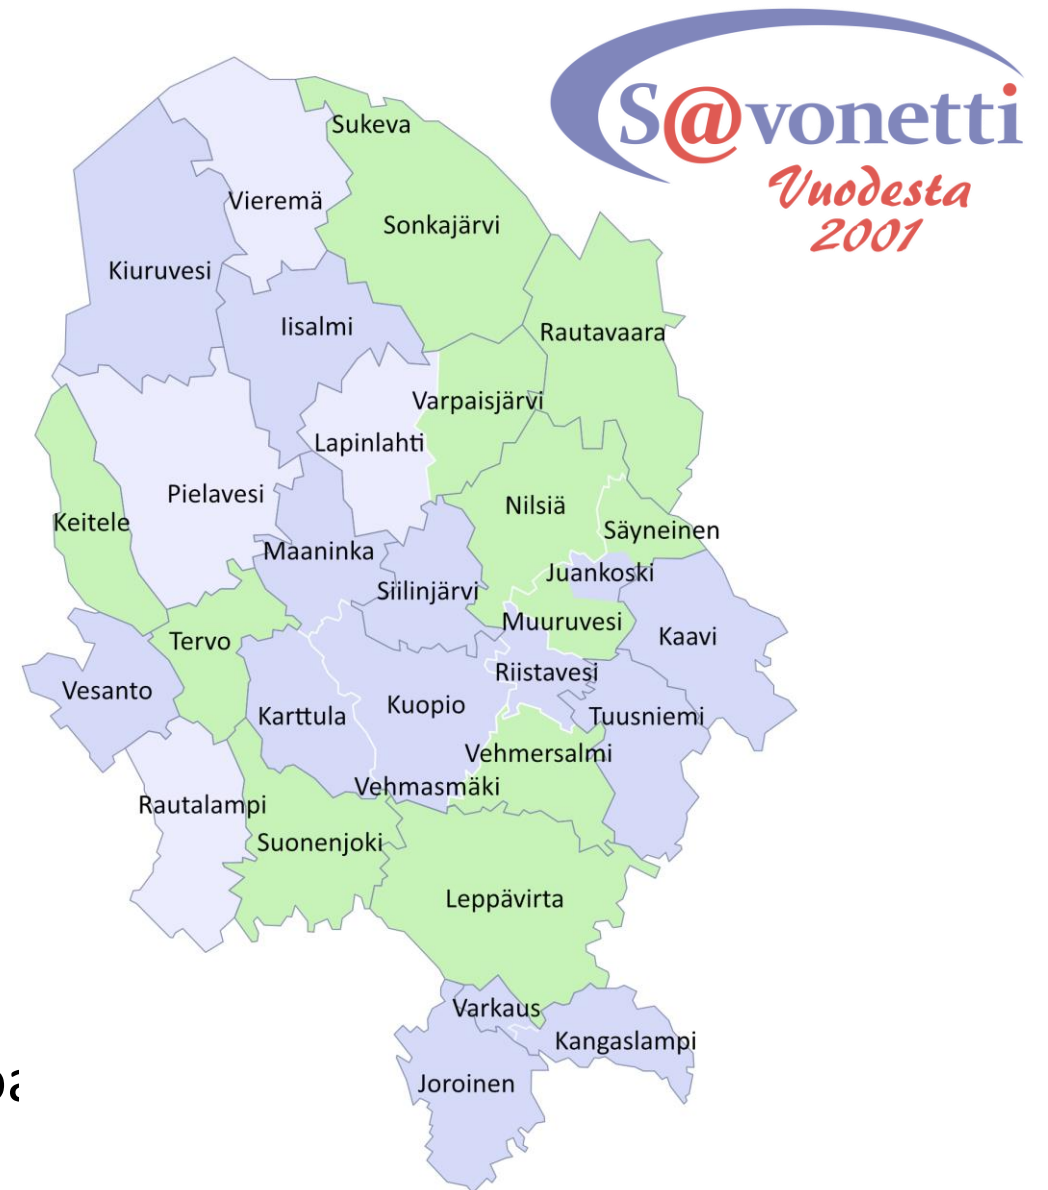 S@vonetti
Vuodesta
2001
Sukeva
Vieremä
Sonkajärvi
Kiuruvesi
Iisalmi
Rautavaara
Varpaisjärvi
Lapinlahti
Pielavesi
Nilsiä
Keitele
Säyneinen
Maaninka
Juankoski
Siilinjärvi
Muuruvesi
Tervo
Kaavi
Riistavesi
Vesanto
Kuopio
Karttula
Tuusniemi
Vehmersalmi
Vehmasmäki
Rautalampi
Suonenjoki
Leppävirta
Varkaus
Kangaslampi
Joroinen